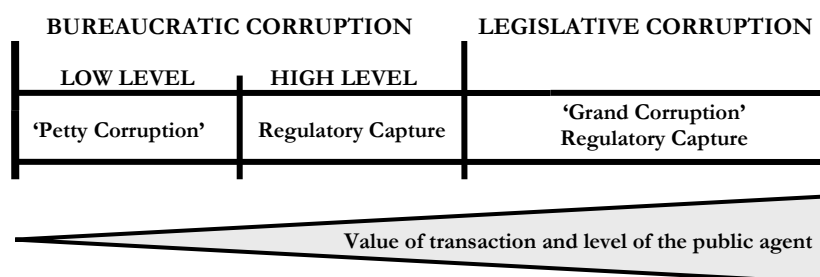 BUREAUCRATIC CORRUPTION LEGISLATIVE CORRUPTION
LOW LEVEL HIGH LEVEL
‘Petty Corruption’ Regulatory Capture ‘Grand Corruption’
Regulatory Capture
Value of transaction and level of the public agent